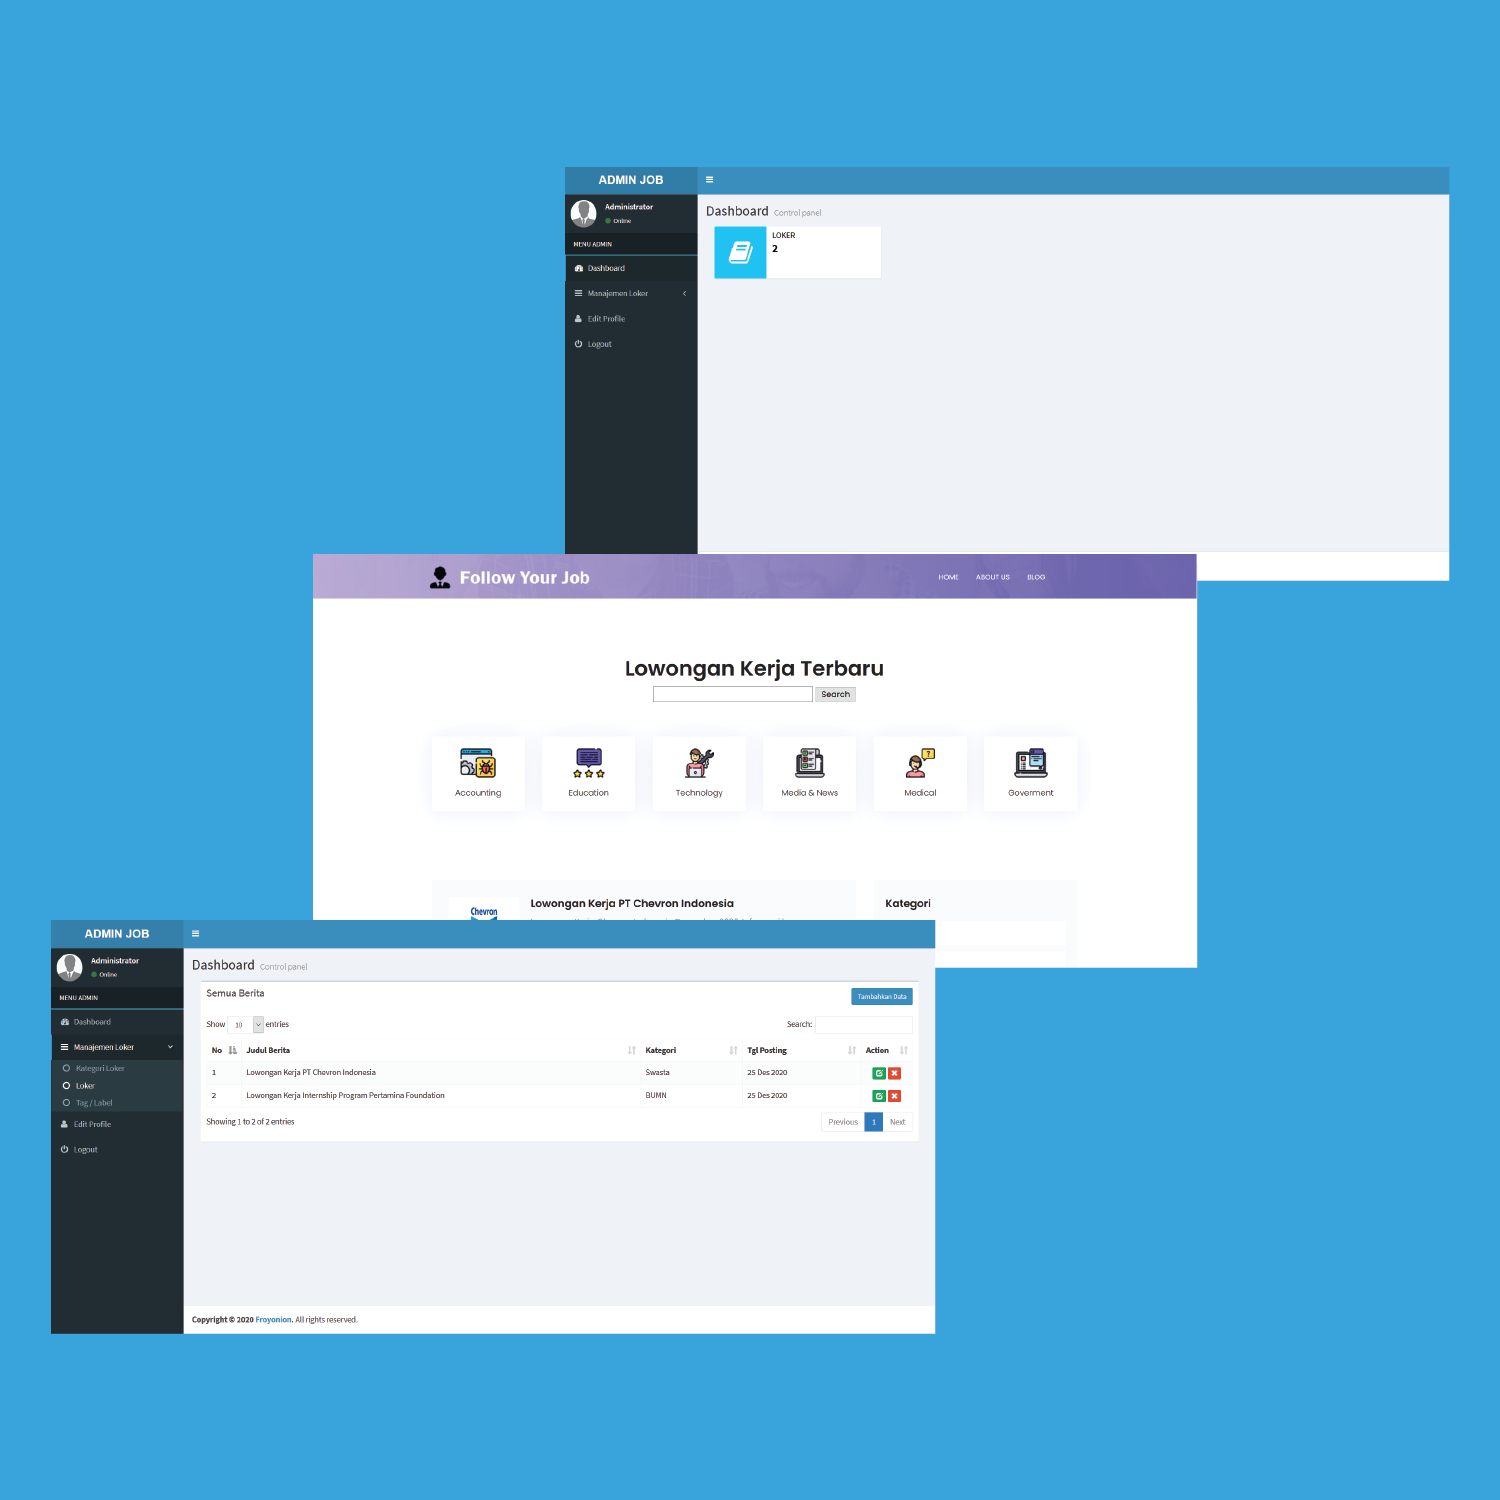 ADMIN JOB
Administrator
Online
MENU ADMIN
Dashboard
Manajemen Loker
Edit Profile
Logout
Dashboard Control panel
LOKER
2
Follow Your Job
HOME ABOUT US BLOG
Lowongan Kerja Terbaru
Search
Accounting Education Technology Media & News Medical Goverment
Chevron
Lowongan Kerja PT Chevron Indonesia
Kategori
ADMIN JOB
Administrator
Online
MENU ADMIN
Dashboard
Manajemen Loker
Kategori Loker
Loker
Tag / Label
Edit Profile
Logout
Dashboard Control panel
Semua Berita
Tambahkan Data
Show 10 entries Search:
No Judul Berita Kategori Tgl Posting Action
1 Lowongan Kerja PT Chevron Indonesia Swasta 25 Des 2020
2 Lowongan Kerja Internship Program Pertamina Foundation BUMN 25 Des 2020
Showing 1 to 2 of 2 entries Previous 1 Next
Copyright © 2020 Froyonion. All rights reserved.